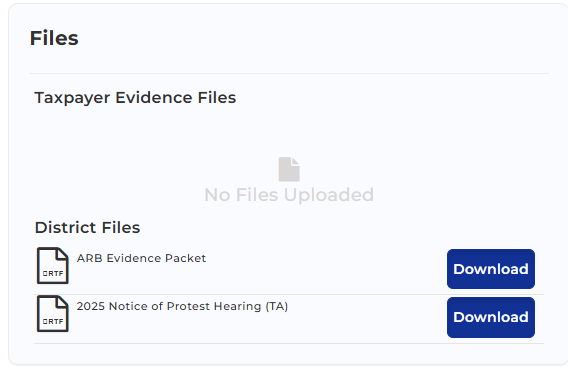 Files
Taxpayer Evidence Files
No Files Uploaded
District Files
RTF
ARB Evidence Packet
Download
RTF
2025 Notice of Protest Hearing (TA)
Download